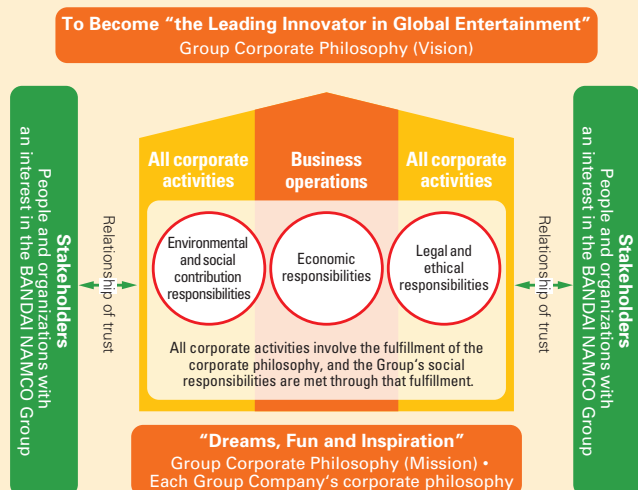 To Become “the Leading Innovator in Global Entertainment”
Group Corporate Philosophy (Vision)
Stakeholders
People and organizations with
an interest in the BANDAI NAMCO Group
Relationship of trust
All corporate
activities
Business
operations
All corporate
activities
Environmental
and social
contribution
responsibilities
Economic
responsibilities
Legal and
ethical
responsibilities
All corporate activities involve the fulfillment of the
corporate philosophy, and the Group's social
responsibilities are met through that fulfillment.
Relationship of trust
Stakeholders
People and organizations with
an interest in the BANDAI NAMCO Group
“Dreams, Fun and Inspiration”
Group Corporate Philosophy (Mission) •
Each Group Company's corporate philosophy